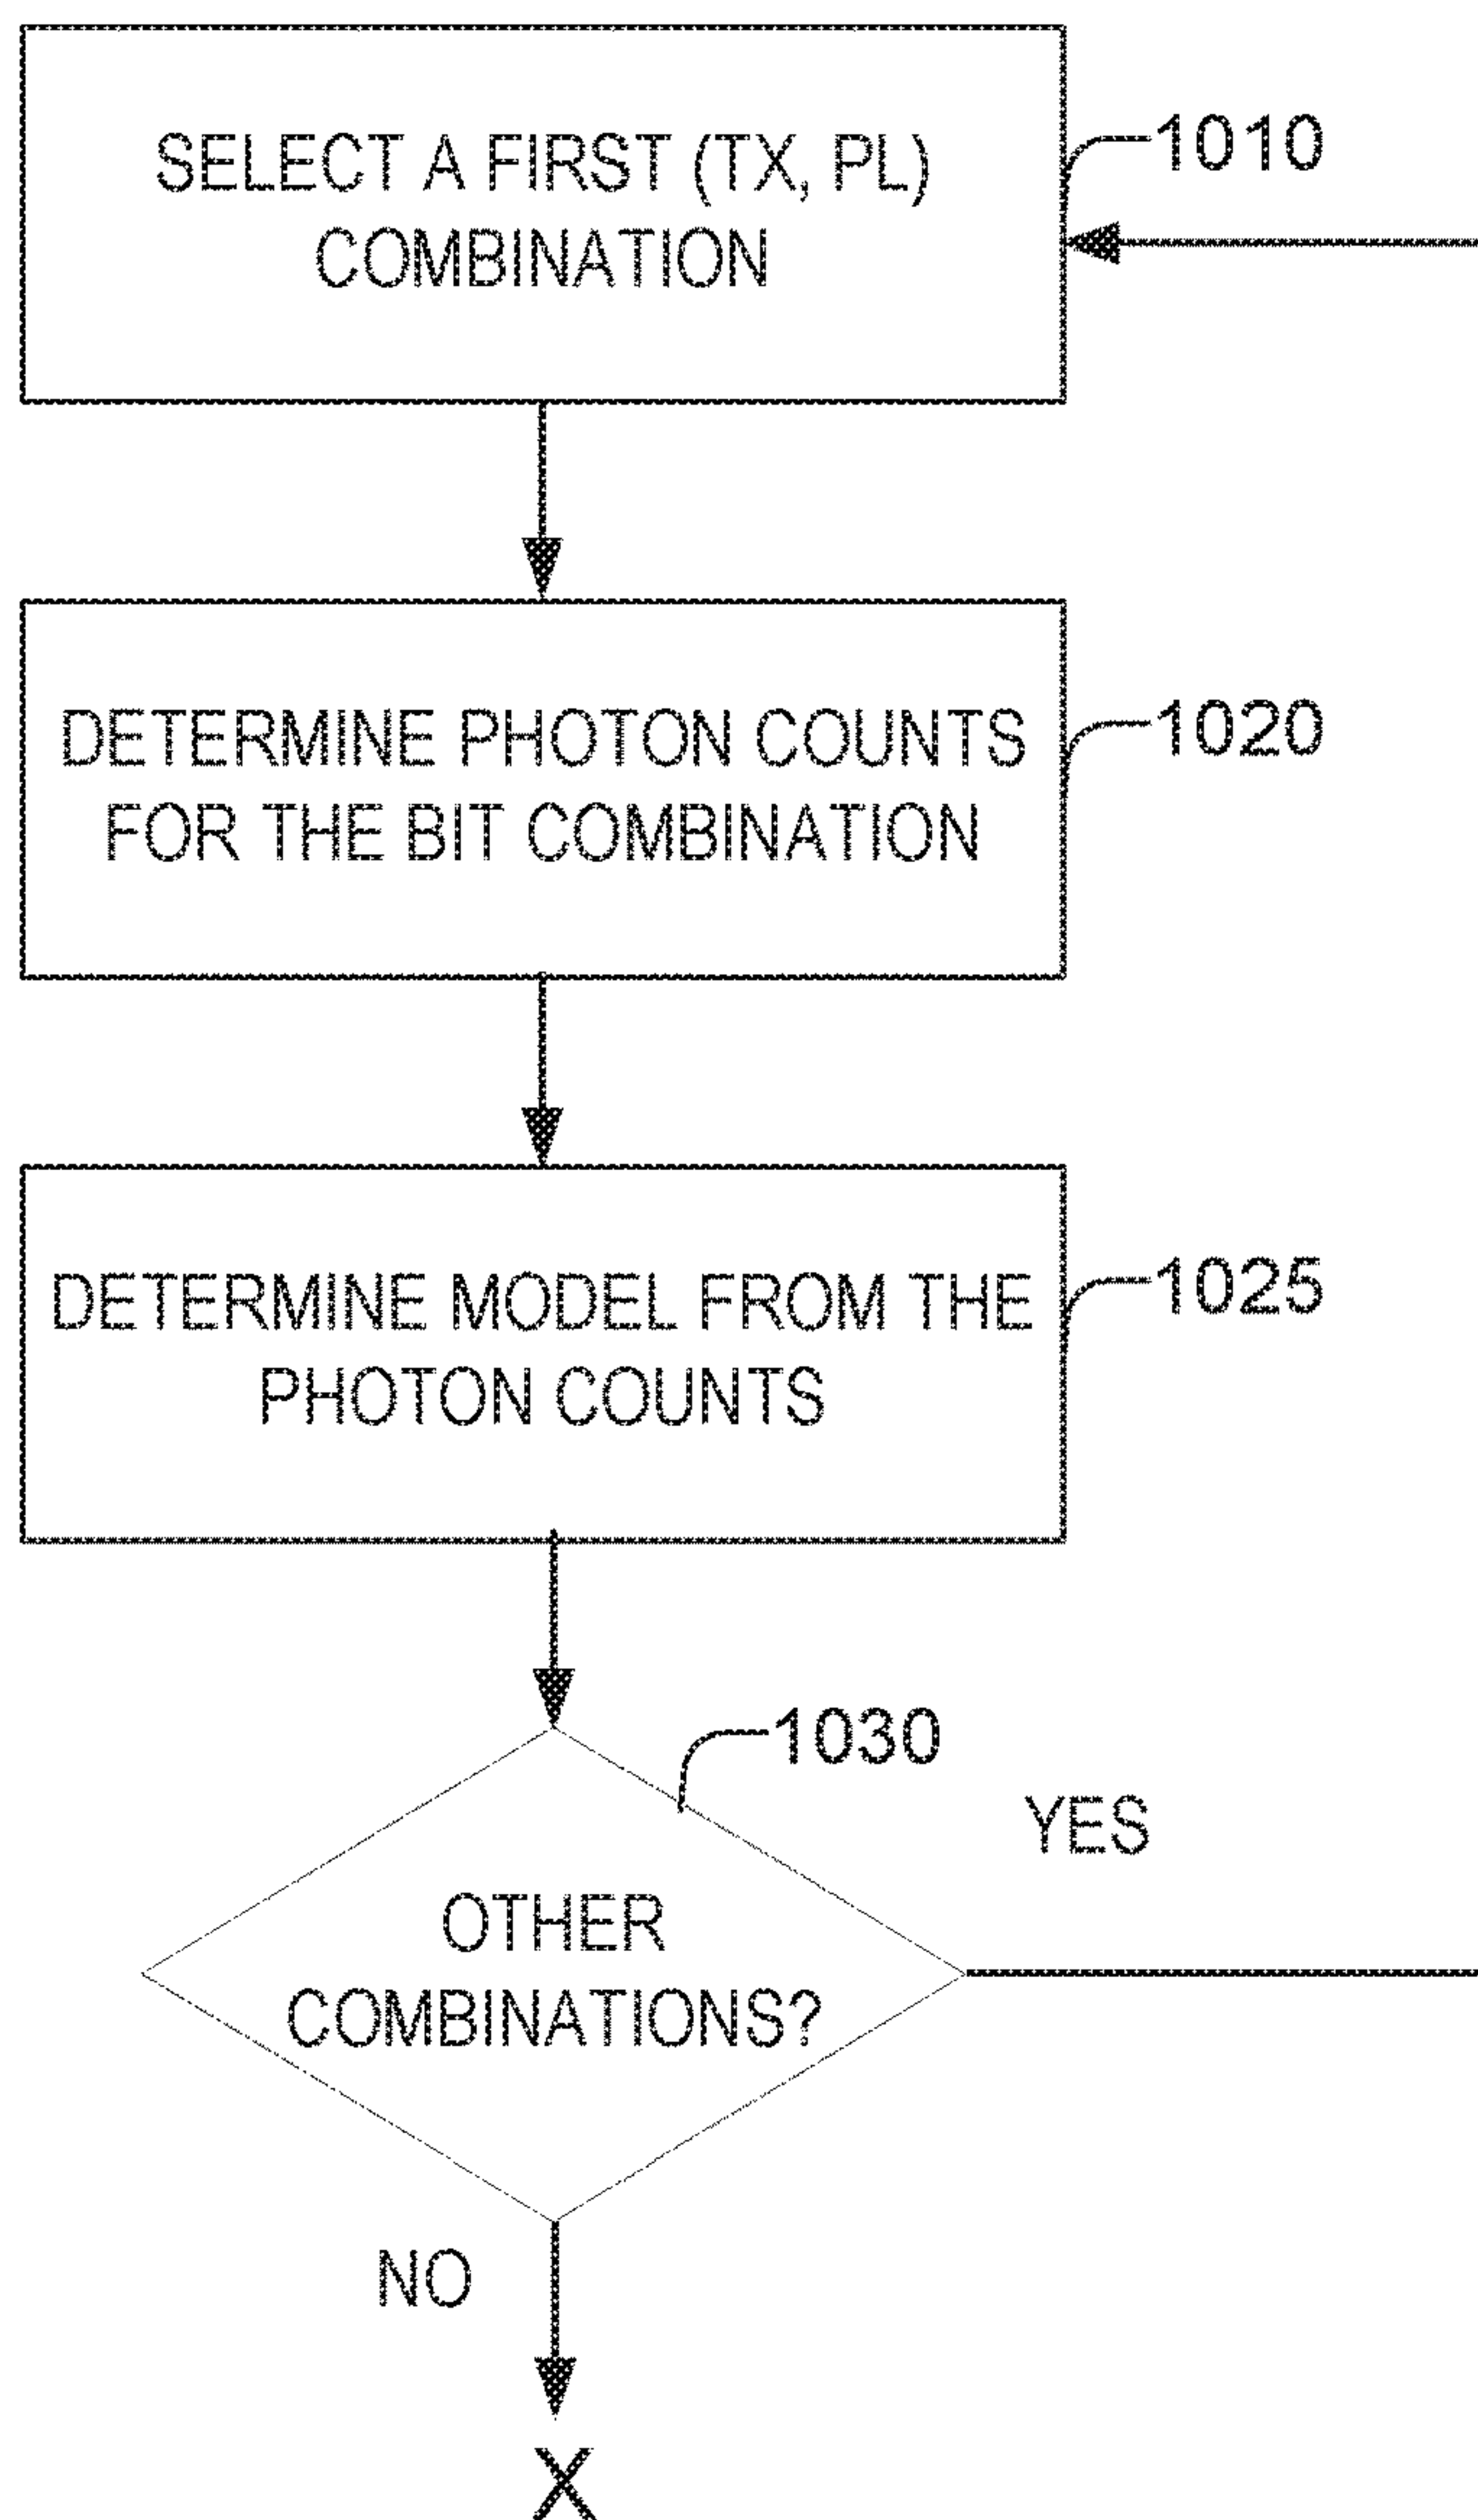 SELECT A FIRST (TX, PL)
COMBINATION
1010
DETERMINE PHOTON COUNTS
FOR THE BIT COMBINATION
1020
DETERMINE MODEL FROM THE
PHOTON COUNTS
1025
1030
YES
OTHER
COMBINATIONS?
NO
X